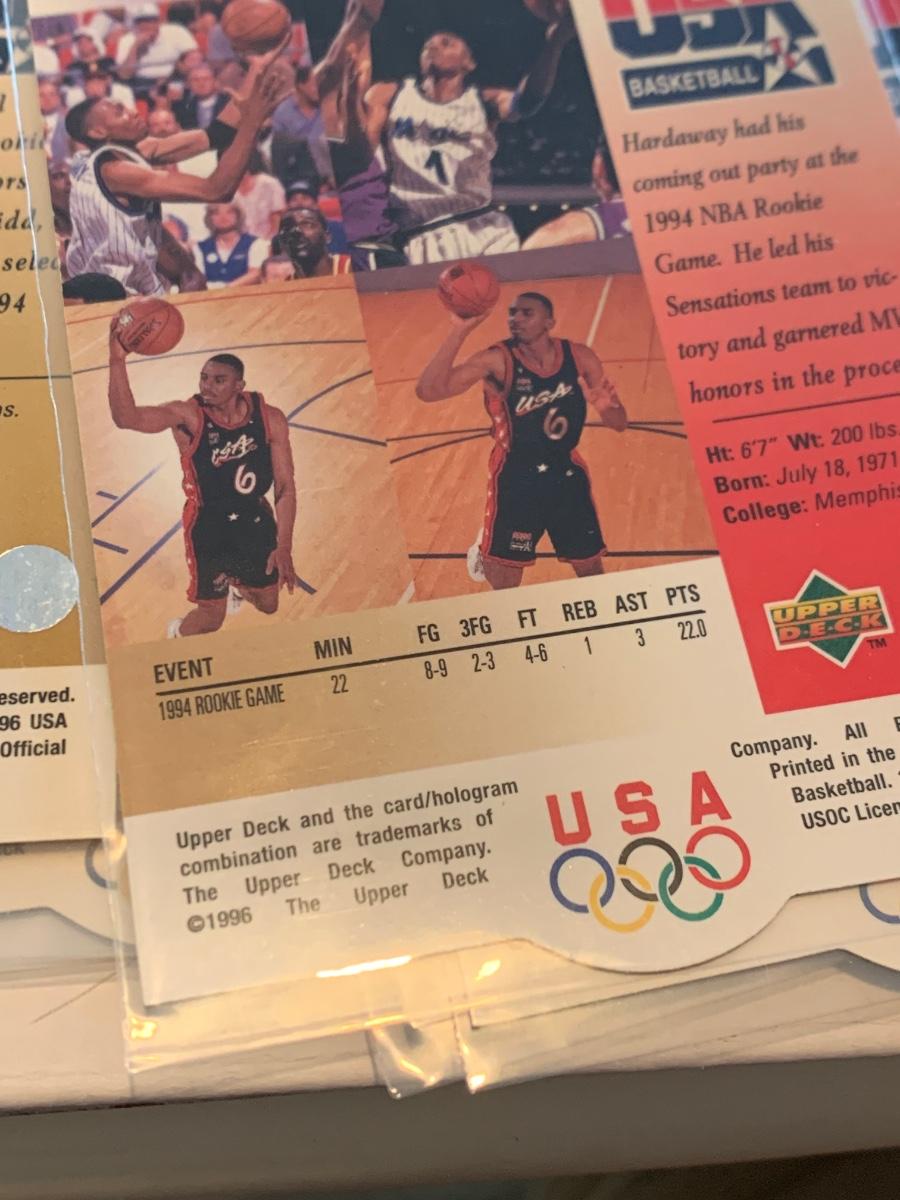 USA
BASKETBALL
Hardaway had his
coming out party at the
1994 NBA Rookie
Game. He led his
Sensations team to vic-
tory and garnered
honors in the
Ht: 6'7" Wt: 200 lbs.
Born: July 18, 1971
College: Memphis
UPPER
DECK
TM
1
USA
6
USA
6
EVENT MIN FG 3FG FT REB AST PTS
1994 ROOKIE GAME 22 8-9 2-3 4-6 1 3 22.0
Upper Deck and the card/hologram
combination are trademarks of
The Upper Deck Company.
©1996 The Upper Deck
USA
Company. All
Printed in the
Basketball.
USOC
94
96 USA
Official